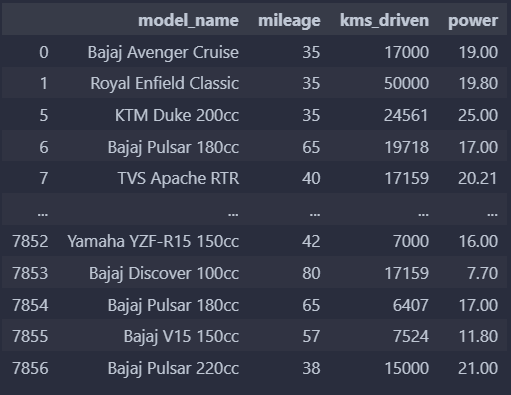 model_name mileage kms_driven power
0 Bajaj Avenger Cruise 35 17000 19.00
1 Royal Enfield Classic 35 50000 19.80
5 KTM Duke 200cc 35 24561 25.00
6 Bajaj Pulsar 180cc 65 19718 17.00
7 TVS Apache RTR 40 17159 20.21
... ... ... ... ...
7852 Yamaha YZF-R15 150cc 42 7000 16.00
7853 Bajaj Discover 100cc 80 17159 7.70
7854 Bajaj Pulsar 180cc 65 6407 17.00
7855 Bajaj V15 150cc 57 7524 11.80
7856 Bajaj Pulsar 220cc 38 15000 21.00